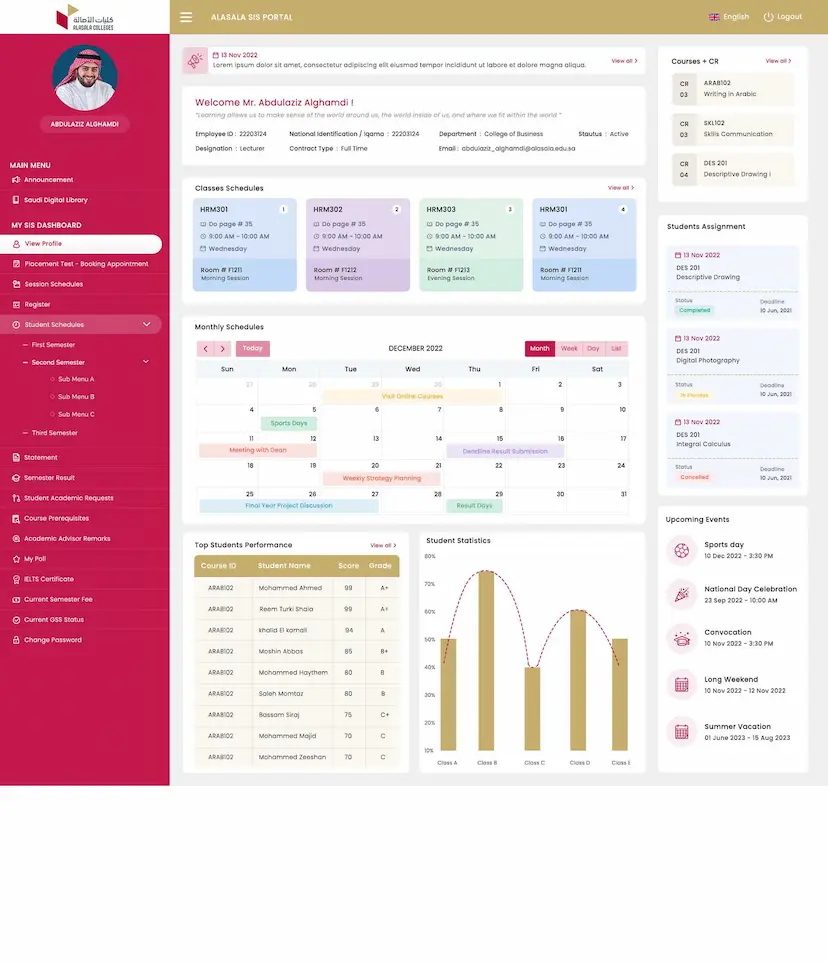 كليات الأصالة
ALASALA COLLEGES
ALASALA SIS PORTAL
English
Logout
ABDULAZIZ ALGHAMDI
MAIN MENU
Announcement
Saudi Digital Library
MY SIS DASHBOARD
View Profile
Placement Test - Booking Appointment
Session Schedules
Register
Student Schedules
First Semester
Second Semester
Sub Menu A
Sub Menu B
Sub Menu C
Third Semester
Statement
Semester Result
Student Academic Requests
Course Prerequisites
Academic Advisor Remarks
My Poll
IELTS Certificate
Current Semester Fee
Current GSS Status
Change Password
13 Nov 2022
Lorem ipsum dolor sit amet, consectetur adipiscing elit eiusmod tempor incididunt ut labore et dolore magna aliqua.
View all
Welcome Mr. Abdulaziz Alghamdi !
"Learning allows us to make sense of the world around us, the world inside of us, and where we fit within the world "
Employee ID : 22203124 National Identification / Iqama : 22203124 Department : College of Business Stautus : Active
Designation : Lecturer Contract Type : Full Time Email : abdulaziz_alghamdi@alasala.edu.sa
Classes Schedules
View all
HRM301 1
Do page # 35
9:00 AM - 10:00 AM
Wednesday
Room # F1211
Morning Session
HRM302 2
Do page # 35
9:00 AM - 10:00 AM
Wednesday
Room # F1212
Morning Session
HRM303 3
Do page # 35
9:00 AM - 10:00 AM
Wednesday
Room # F1213
Evening Session
HRM301 4
Do page # 35
9:00 AM - 10:00 AM
Wednesday
Room # F1211
Morning Session
Monthly Schedules
Today
DECEMBER 2022
Month Week Day List
Sun Mon Tue Wed Thu Fri Sat
27 28 29 30 1 2 3
Visit Online Courses
4 5 6 7 8 9 10
Sports Days
11 12 13 14 15 16 17
Meeting with Dean
Deadline Result Submission
18 19 20 21 22 23 24
Weekly Strategy Planning
25 26 27 28 29 30 31
Final Year Project Discussion
Result Days
Top Students Performance
View all
Course ID Student Name Score Grade
ARAB102 Mohammed Ahmed 99 A+
ARAB102 Reem Turki Shaia 99 A+
ARAB102 khalid El komali 94 A
ARAB102 Moshin Abbas 85 B+
ARAB102 Mohammed Haythem 80 B
ARAB102 Saleh Momtaz 80 B
ARAB102 Bassam Siraj 75 C+
ARAB102 Mohammed Majid 70 C
ARAB102 Mohammed Zeeshan 70 C
Student Statistics
80%
70%
60%
50%
40%
30%
20%
10%
Class A Class B Class C Class D Class E
Courses + CR
View all
CR 03
ARAB102
Writing in Arabic
CR 03
SKL102
Skills Communication
CR 04
DES 201
Descriptive Drawing I
Students Assignment
13 Nov 2022
DES 201
Descriptive Drawing
Status Deadline
Completed 10 Jun, 2021
13 Nov 2022
DES 201
Digital Photography
Status Deadline
In Process 10 Jun, 2021
13 Nov 2022
DES 201
Integral Calculus
Status Deadline
Cancelled 10 Jun, 2021
Upcoming Events
Sports day
10 Dec 2022 - 3:30 PM
National Day Celebration
23 Sep 2022 - 10:00 AM
Convocation
10 Nov 2022 - 3:30 PM
Long Weekend
10 Nov 2022 - 12 Nov 2022
Summer Vacation
01 June 2023 - 15 Aug 2023